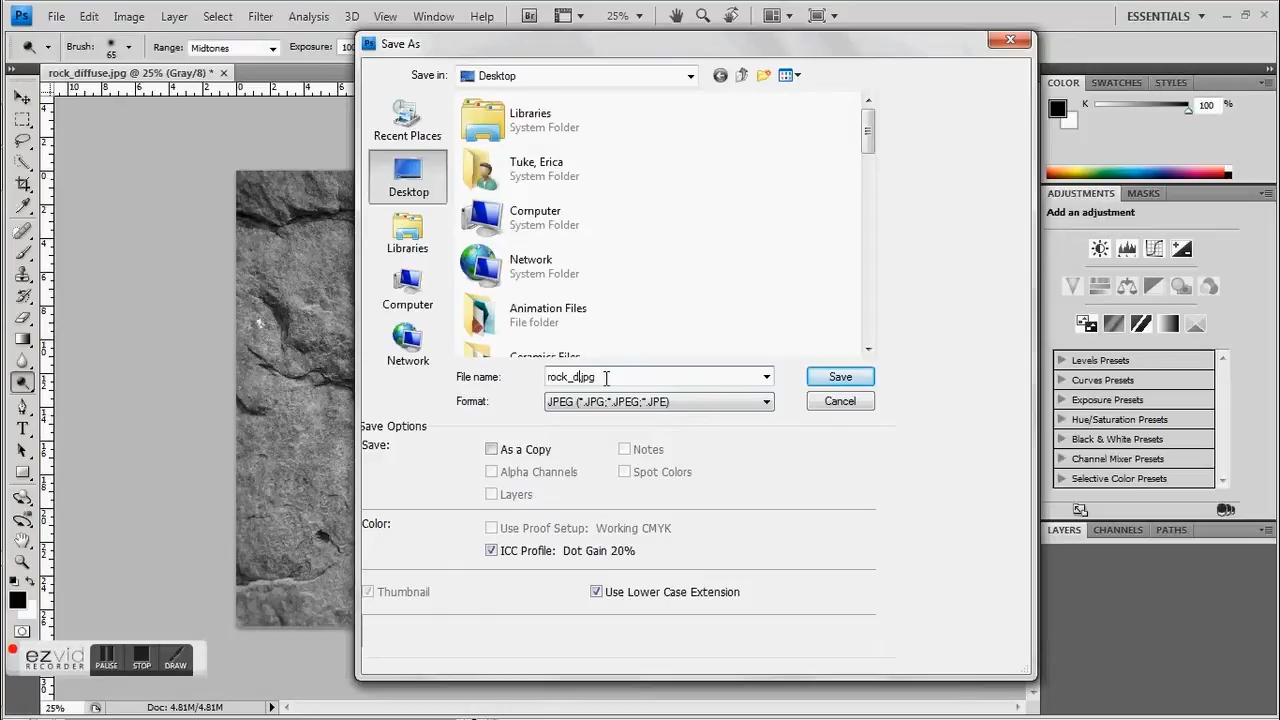 Ps File Edit Image Layer Select Filter Analysis 3D View Window Help Br 25% ESSENTIALS
Brush: 65 Range: Midtones Exposure: 100
rock_diffuse.jpg @ 25% (Gray/8) *
Save As
Save in: Desktop
Recent Places
Desktop
Libraries
Computer
Network
Libraries
System Folder
Tuke, Erica
System Folder
Computer
System Folder
Network
System Folder
Animation Files
File folder
Ceramics Files
File name: rock_d.jpg Save
Format: JPEG (*.JPG;*.JPEG;*.JPE) Cancel
Save Options
Save: As a Copy Notes
Alpha Channels Spot Colors
Layers
Color: Use Proof Setup: Working CMYK
ICC Profile: Dot Gain 20%
Thumbnail Use Lower Case Extension
COLOR SWATCHES STYLES
K 100 %
ADJUSTMENTS MASKS
Add an adjustment
Levels Presets
Curves Presets
Exposure Presets
Hue/Saturation Presets
Black & White Presets
Channel Mixer Presets
Selective Color Presets
LAYERS CHANNELS PATHS
ezvid
RECORDER
PAUSE STOP DRAW
25% Doc: 4.81M/4.81M